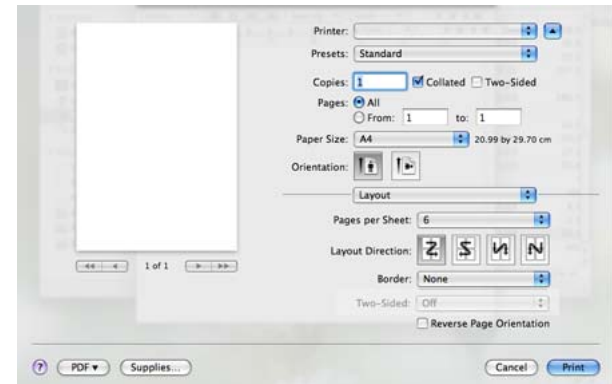 Printer:
Presets: Standard
Copies: 1 Collated Two-Sided
Pages: All
From: 1 to: 1
Paper Size: A4 20.99 by 29.70 cm
Orientation:
Layout
Pages per Sheet: 6
Layout Direction:
Border: None
Two-Sided: Off
Reverse Page Orientation
1 of 1
? PDF Supplies... Cancel Print